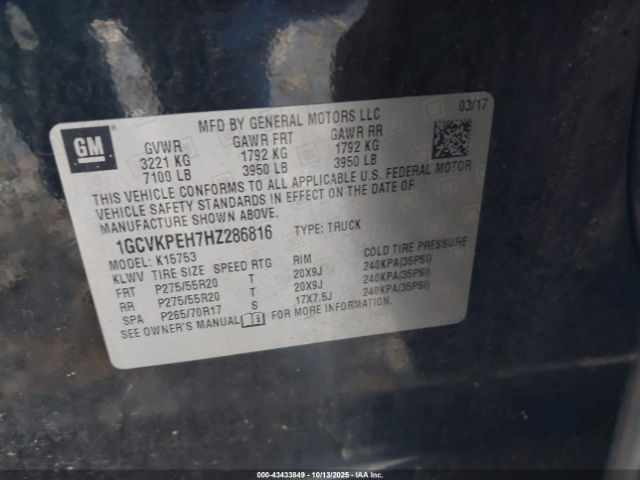 GM
MFD BY GENERAL MOTORS LLC
03/17
GVWR GAWR FRT GAWR RR
3221 KG 1792 KG 1792 KG
7100 LB 3950 LB 3950 LB
THIS VEHICLE CONFORMS TO ALL APPLICABLE U.S. FEDERAL MOTOR
VEHICLE SAFETY STANDARDS IN EFFECT ON THE DATE OF
MANUFACTURE SHOWN ABOVE.
1GCVKPEH7HZ286816 TYPE: TRUCK
MODEL: K15753
KLWV TIRE SIZE SPEED RTG RIM COLD TIRE PRESSURE
FRT P275/55R20 T 20X9J 240KPA(35PSI)
RR P275/55R20 T 20X9J 240KPA(35PSI)
SPA P265/70R17 S 17X7.5J 240KPA(35PSI)
SEE OWNER'S MANUAL FOR MORE INFORMATION.
000-43433849 - 10/13/2025 - IAA Inc.